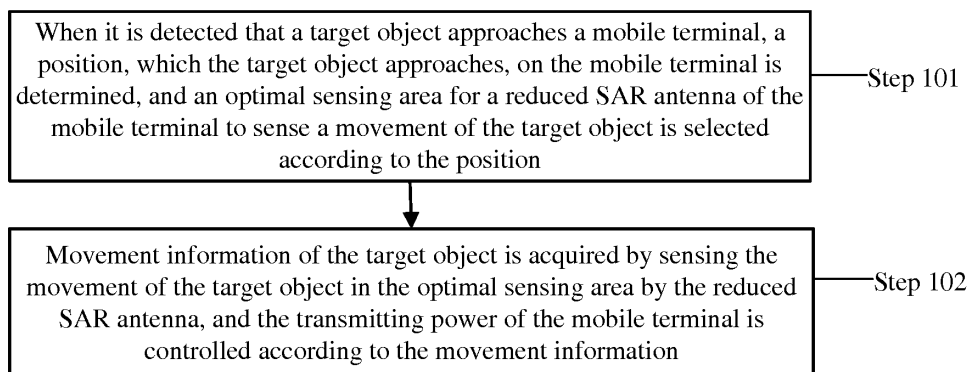 When it is detected that a target object approaches a mobile terminal, a
position, which the target object approaches, on the mobile terminal is
determined, and an optimal sensing area for a reduced SAR antenna of the
mobile terminal to sense a movement of the target object is selected
according to the position
Step 101
Movement information of the target object is acquired by sensing the
movement of the target object in the optimal sensing area by the reduced
SAR antenna, and the transmitting power of the mobile terminal is
controlled according to the movement information
Step 102